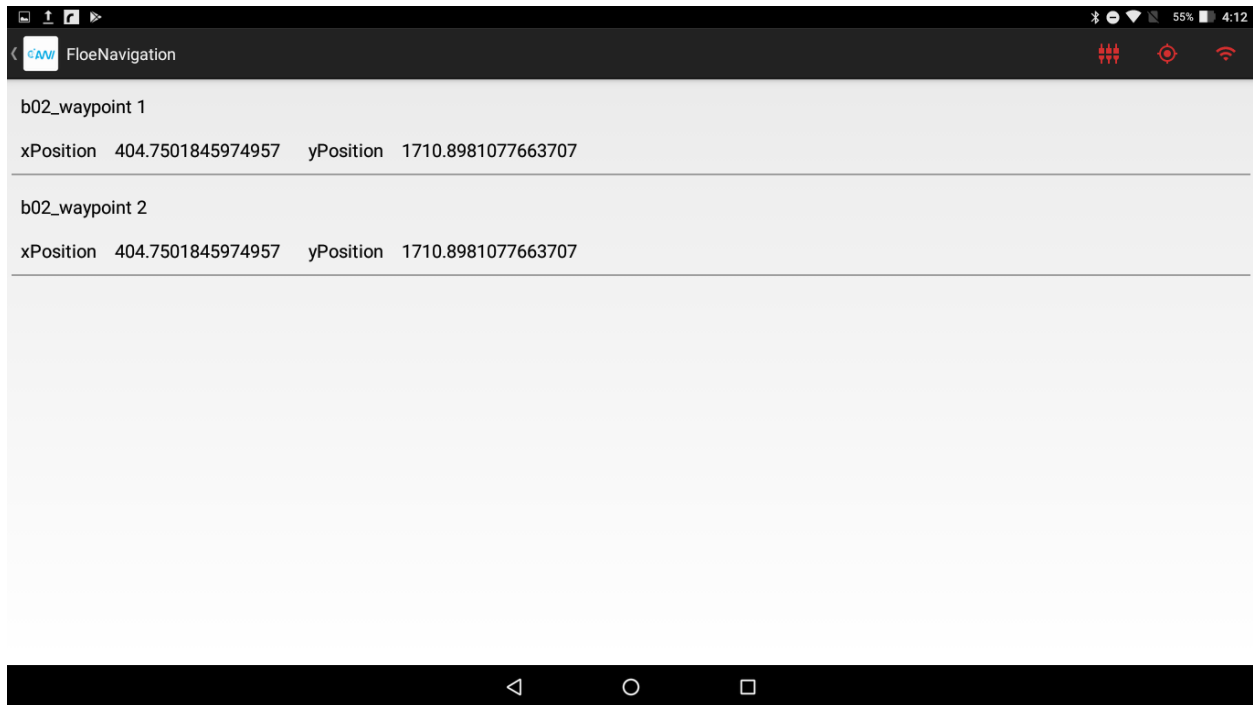 55% 4:12
AWI FloeNavigation
b02_waypoint 1
xPosition 404.7501845974957 yPosition 1710.8981077663707
b02_waypoint 2
xPosition 404.7501845974957 yPosition 1710.8981077663707